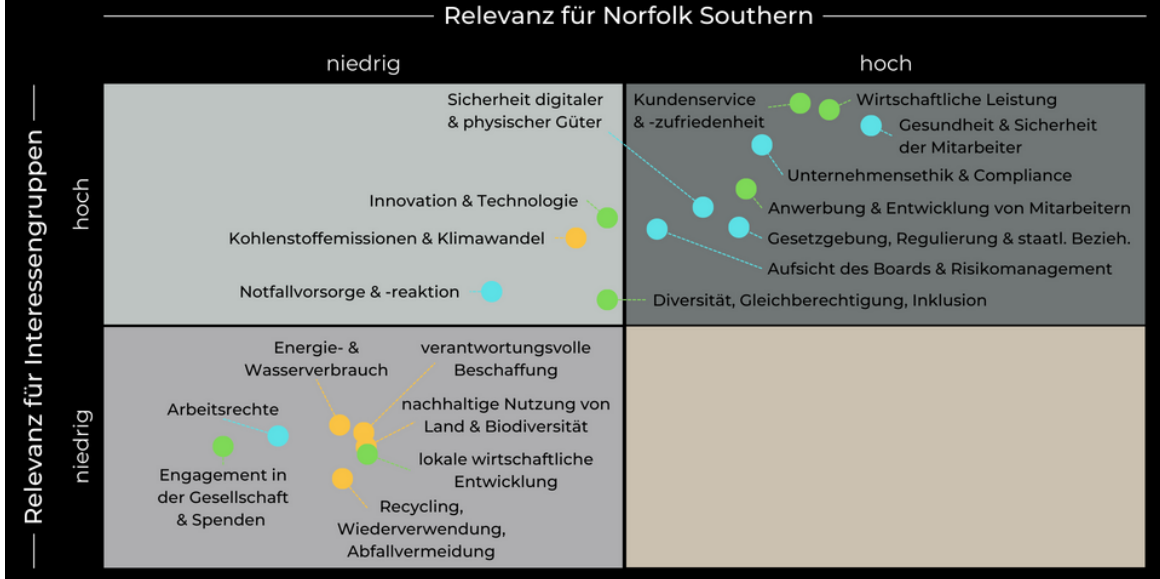 Relevanz für Norfolk Southern
niedrig
hoch
Relevanz für Interessengruppen
hoch
niedrig
Sicherheit digitaler
& physischer Güter
Innovation & Technologie
Kohlenstoffemissionen & Klimawandel
Notfallvorsorge & -reaktion
Kundenservice
& -zufriedenheit
Wirtschaftliche Leistung
Gesundheit & Sicherheit
der Mitarbeiter
Unternehmensethik & Compliance
Anwerbung & Entwicklung von Mitarbeitern
Gesetzgebung, Regulierung & staatl. Bezieh.
Aufsicht des Boards & Risikomanagement
Diversität, Gleichberechtigung, Inklusion
Energie- &
Wasserverbrauch
verantwortungsvolle
Beschaffung
Arbeitsrechte
nachhaltige Nutzung von
Land & Biodiversität
lokale wirtschaftliche
Entwicklung
Engagement in
der Gesellschaft
& Spenden
Recycling,
Wiederverwendung,
Abfallvermeidung